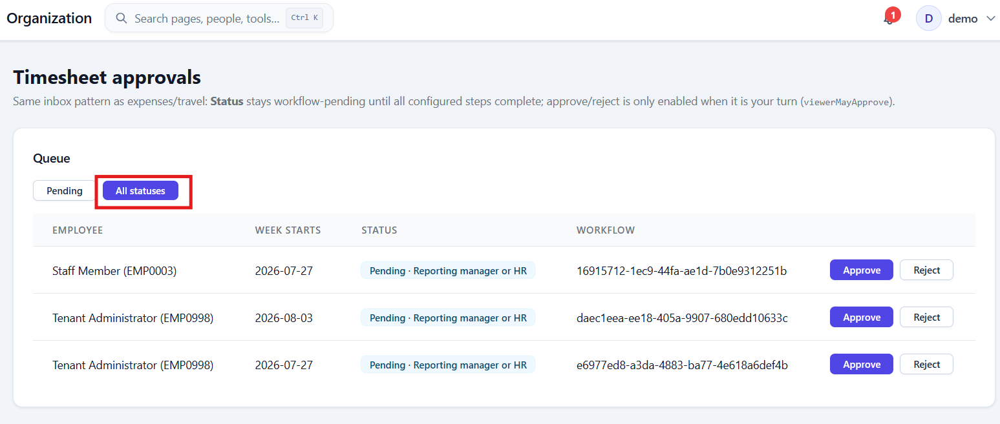 Organization
Search pages, people, tools...
Ctrl K
1
D
demo
Timesheet approvals
Same inbox pattern as expenses/travel: Status stays workflow-pending until all configured steps complete; approve/reject is only enabled when it is your turn (viewerMayApprove).
Queue
Pending
All statuses
EMPLOYEE WEEK STARTS STATUS WORKFLOW
Staff Member (EMP0003) 2026-07-27 Pending · Reporting manager or HR 16915712-1ec9-44fa-ae1d-7b0e9312251b Approve Reject
Tenant Administrator (EMP0998) 2026-08-03 Pending · Reporting manager or HR daec1eea-ee18-405a-9907-680edd10633c Approve Reject
Tenant Administrator (EMP0998) 2026-07-27 Pending · Reporting manager or HR e6977ed8-a3da-4883-ba77-4e618a6def4b Approve Reject